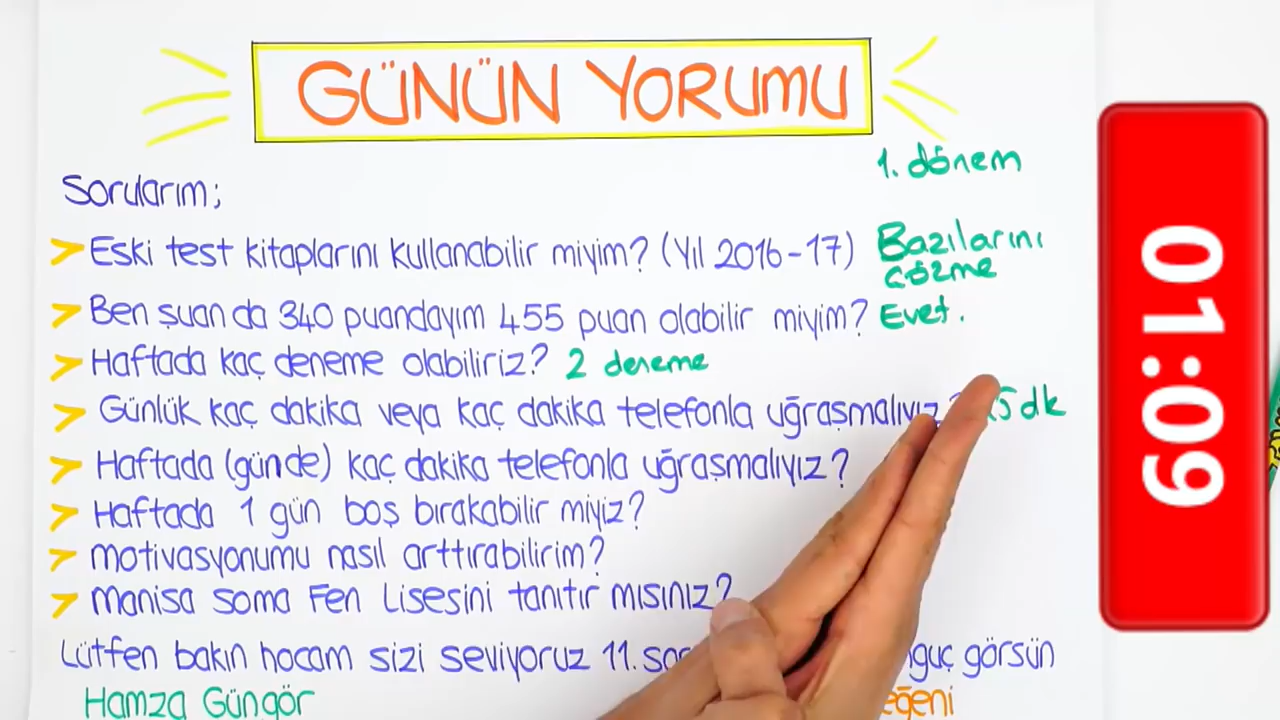 GÜNÜN YORUMU
1. dönem
Sorularım;
> Eski test kitaplarını kullanabilir miyim? (Yıl 2016-17) Bazılarını çözme
> Ben şuan da 340 puandayım 455 puan olabilir miyim? Evet.
> Haftada kaç deneme olabiliriz? 2 deneme
> Günlük kaç dakika veya kaç dakika telefonla uğraşmalıyız? dk
> Haftada (günde) kaç dakika telefonla uğraşmalıyız?
> Haftada 1 gün boş bırakabilir miyiz?
> motivasyonumu nasıl arttırabilirim?
> Manisa Soma Fen Lisesini tanıtır mısınız?
Lütfen bakın hocam sizi seviyoruz 11. görsün
Hamza Güngör
01:09